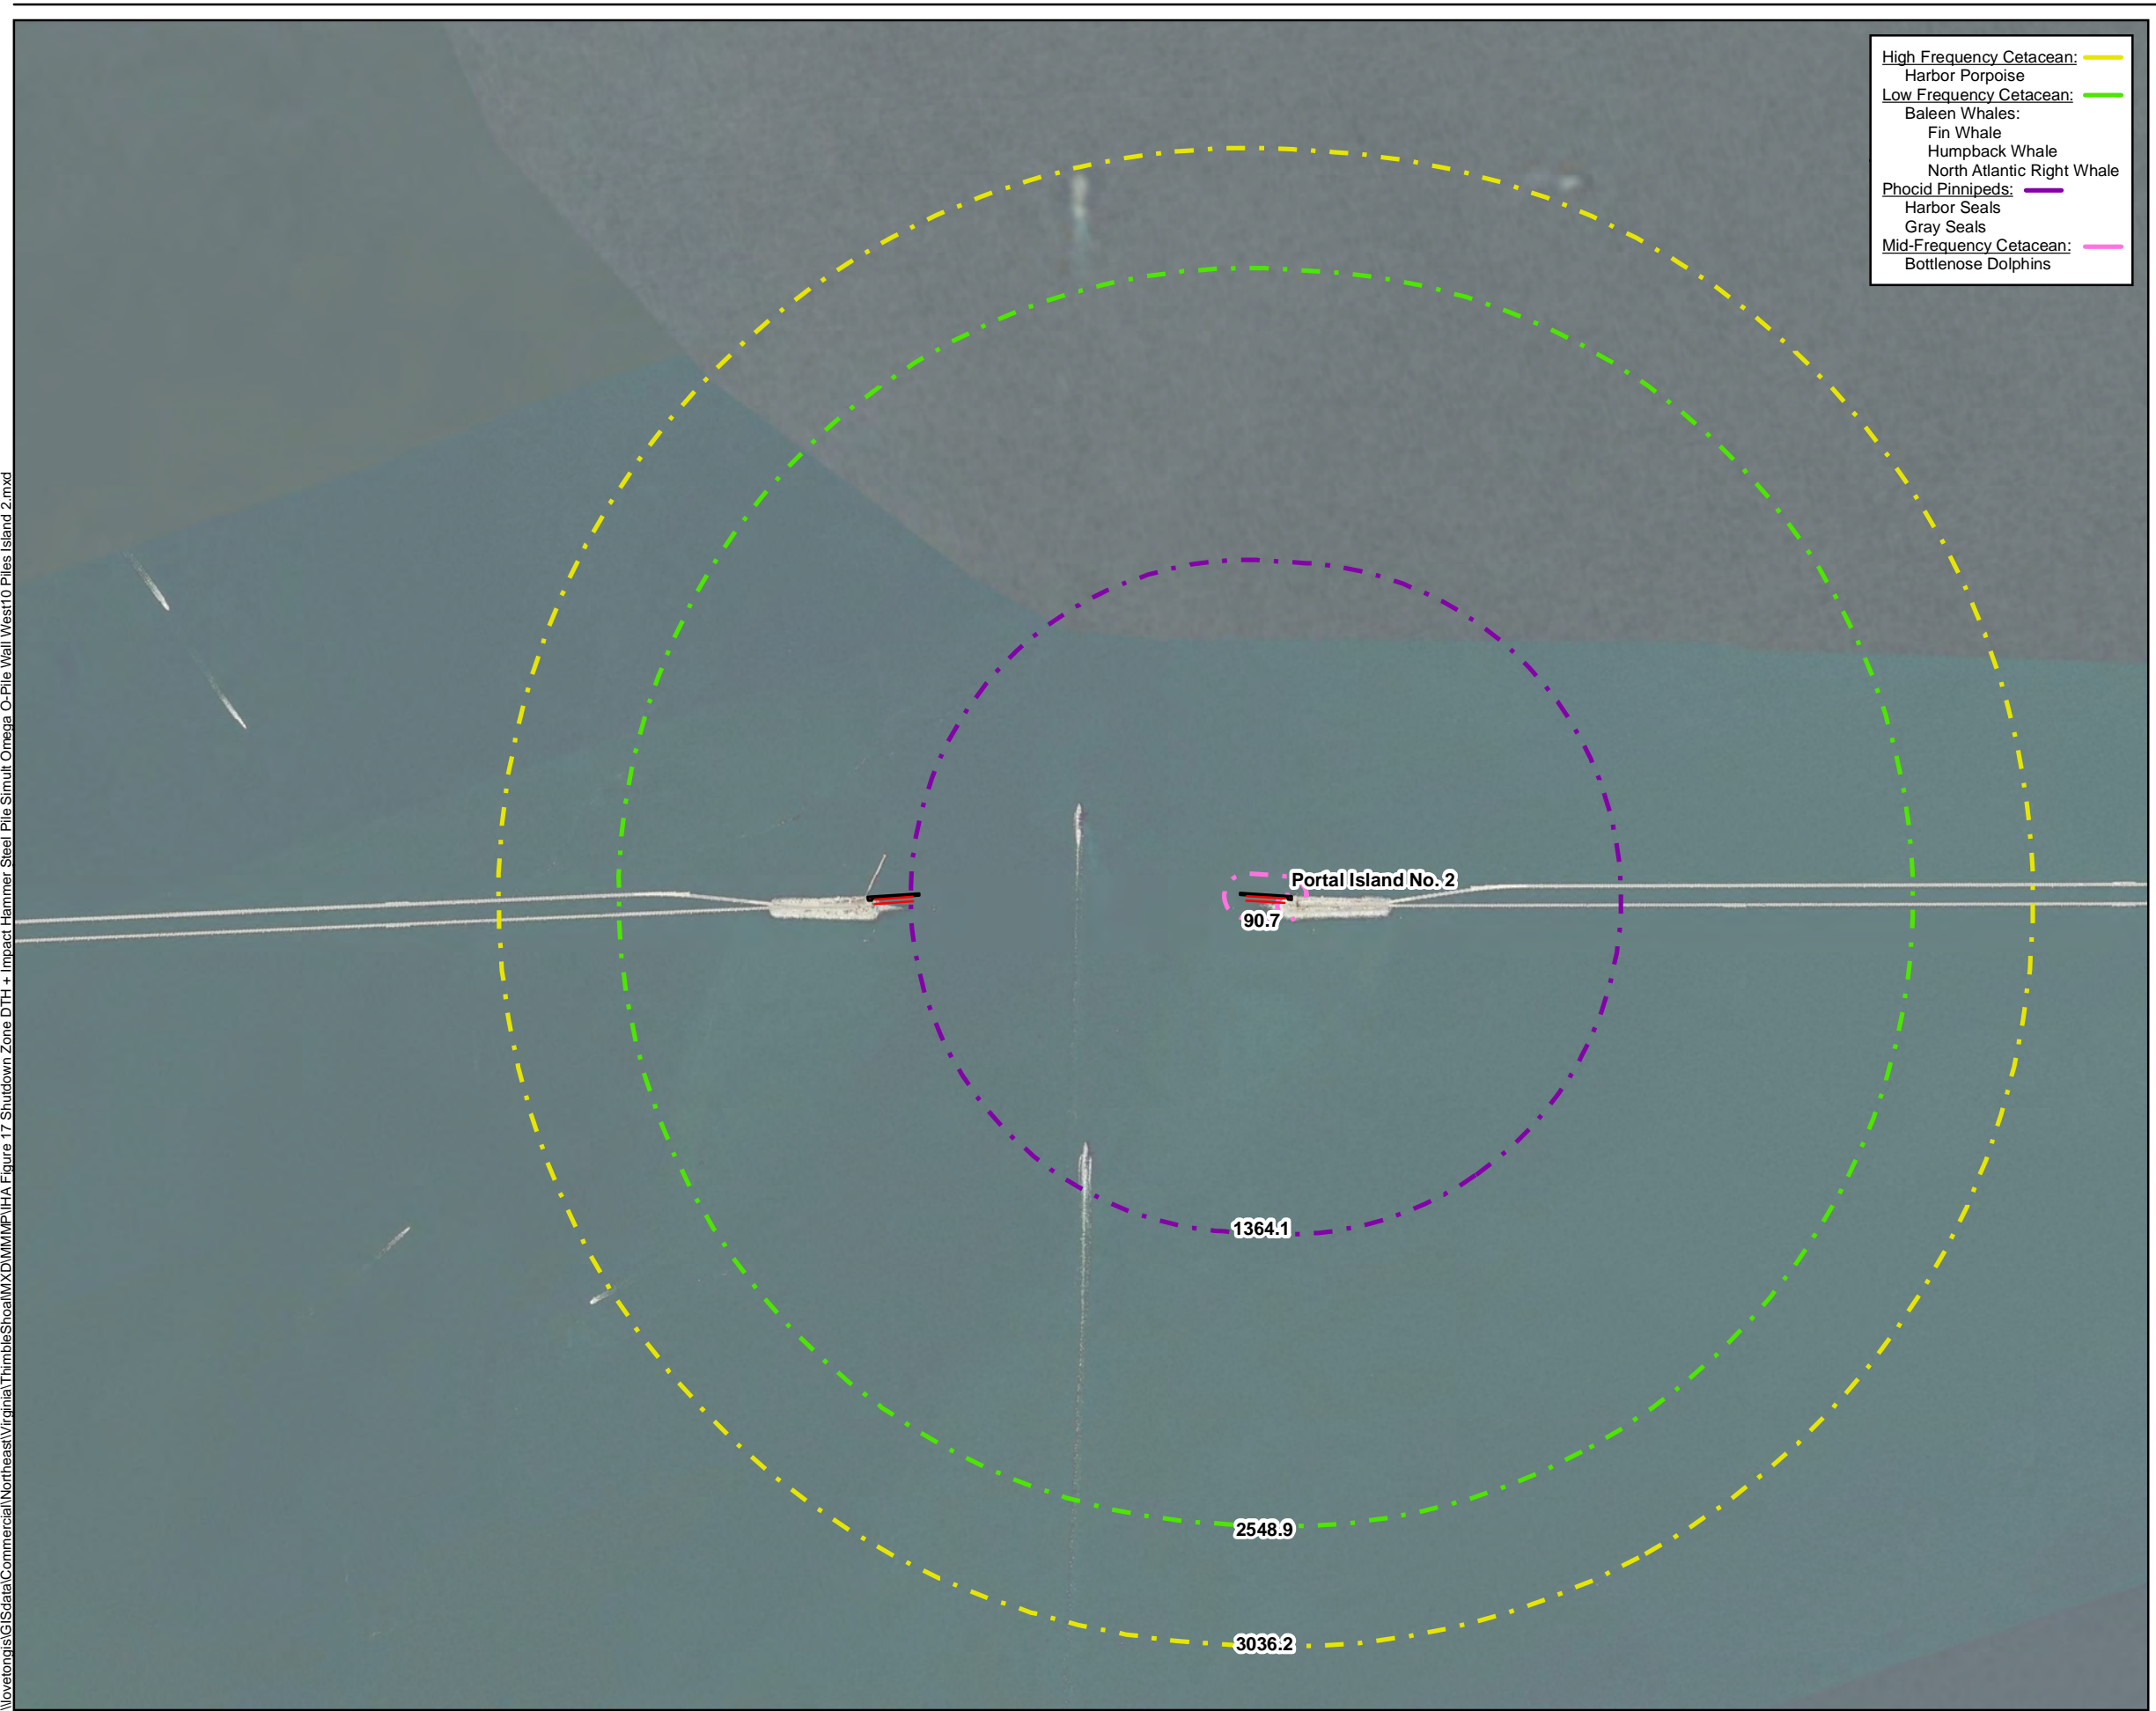 High Frequency Cetacean:
Harbor Porpoise
Low Frequency Cetacean:
Baleen Whales:
Fin Whale
Humpback Whale
North Atlantic Right Whale
Phocid Pinnipeds:
Harbor Seals
Gray Seals
Mid-Frequency Cetacean:
Bottlenose Dolphins
Portal Island No. 2
90.7
1364.1
2548.9
3036.2
\\lovetongis\GISdata\Commercial\Northeast\Virginia\ThimbleShoal\MXD\MMMP\IHA Figure 17 Shutdown Zone DTH + Impact Hammer Steel Pile Simult Omega O-Pile Wall West10 Piles Island 2.mxd